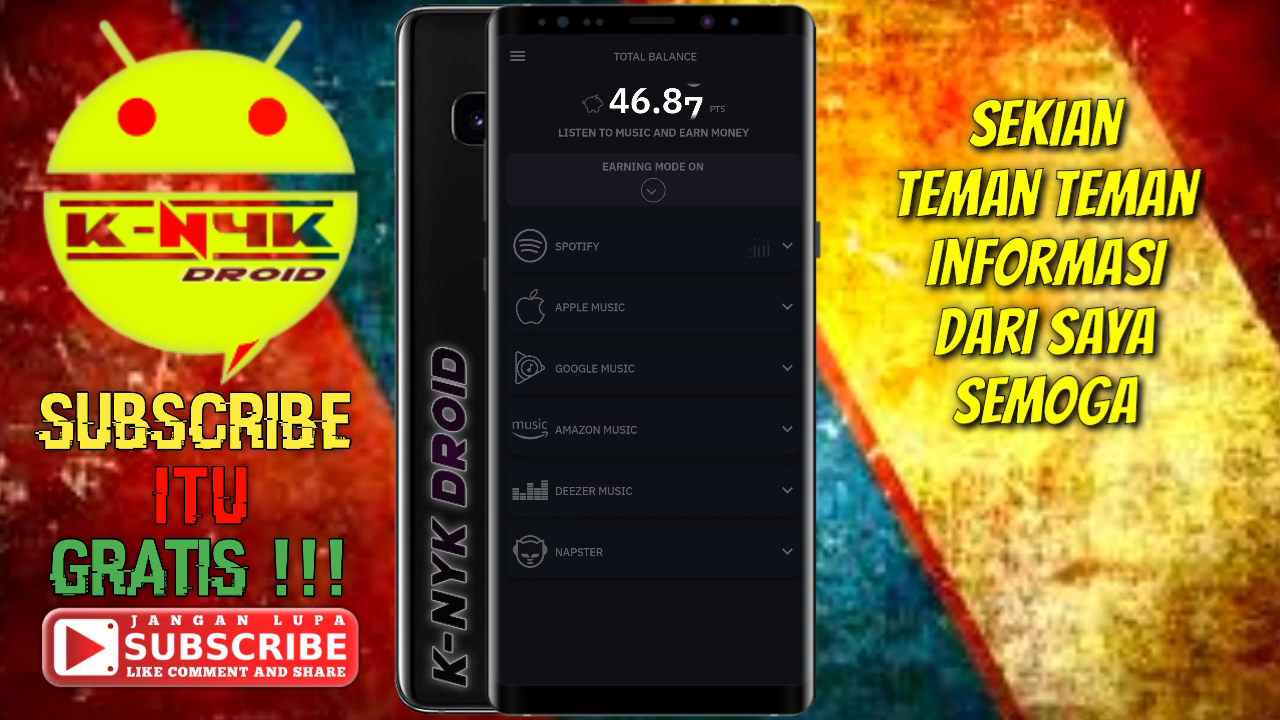 K-N4K
DROID
SUBSCRIBE
ITU
GRATIS !!!
JANGAN LUPA
SUBSCRIBE
LIKE COMMENT AND SHARE
K-NYK DROID
TOTAL BALANCE
46.87 PTS
LISTEN TO MUSIC AND EARN MONEY
EARNING MODE ON
SPOTIFY
APPLE MUSIC
GOOGLE MUSIC
music AMAZON MUSIC
DEEZER MUSIC
NAPSTER
SEKIAN
TEMAN TEMAN
INFORMASI
DARI SAYA
SEMOGA